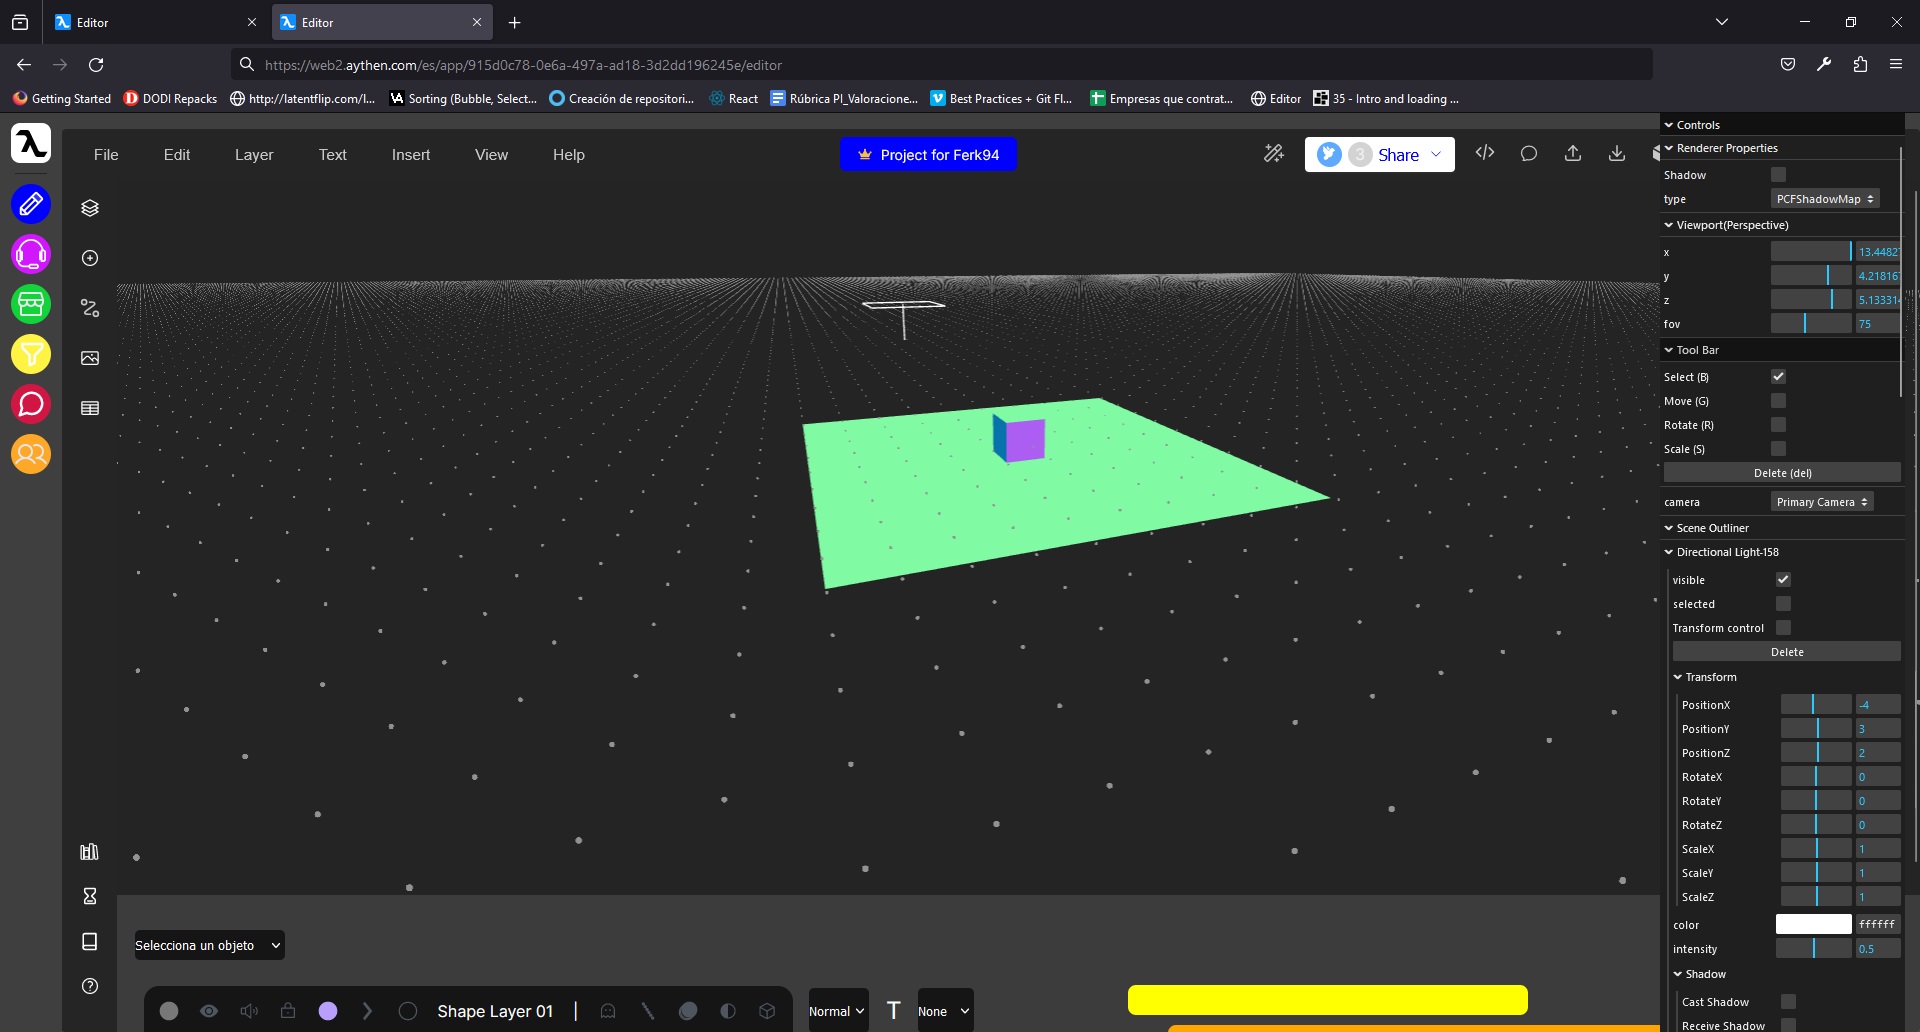 Editor
Editor
https://web2.aythen.com/es/app/915d0c78-0e6a-497a-ad18-3d2dd196245e/editor
Getting Started
DODI Repacks
http://latentflip.com/l...
Sorting (Bubble, Select...
Creación de repositori...
React
Rúbrica PI_Valoracione...
Best Practices + Git Fl...
Empresas que contrat...
Editor
35 - Intro and loading ...
File
Edit
Layer
Text
Insert
View
Help
Project for Ferk94
3
Share
Controls
Renderer Properties
Shadow
type PCFShadowMap
Viewport(Perspective)
x 13.4482
y 4.21816
z 5.13331
fov 75
Tool Bar
Select (B)
Move (G)
Rotate (R)
Scale (S)
Delete (del)
camera Primary Camera
Scene Outliner
Directional Light-158
visible
selected
Transform control
Delete
Transform
PositionX -4
PositionY 3
PositionZ 2
RotateX 0
RotateY 0
RotateZ 0
ScaleX 1
ScaleY 1
ScaleZ 1
color ffffff
intensity 0.5
Shadow
Cast Shadow
Receive Shadow
Selecciona un objeto
Shape Layer 01
Normal
T
None